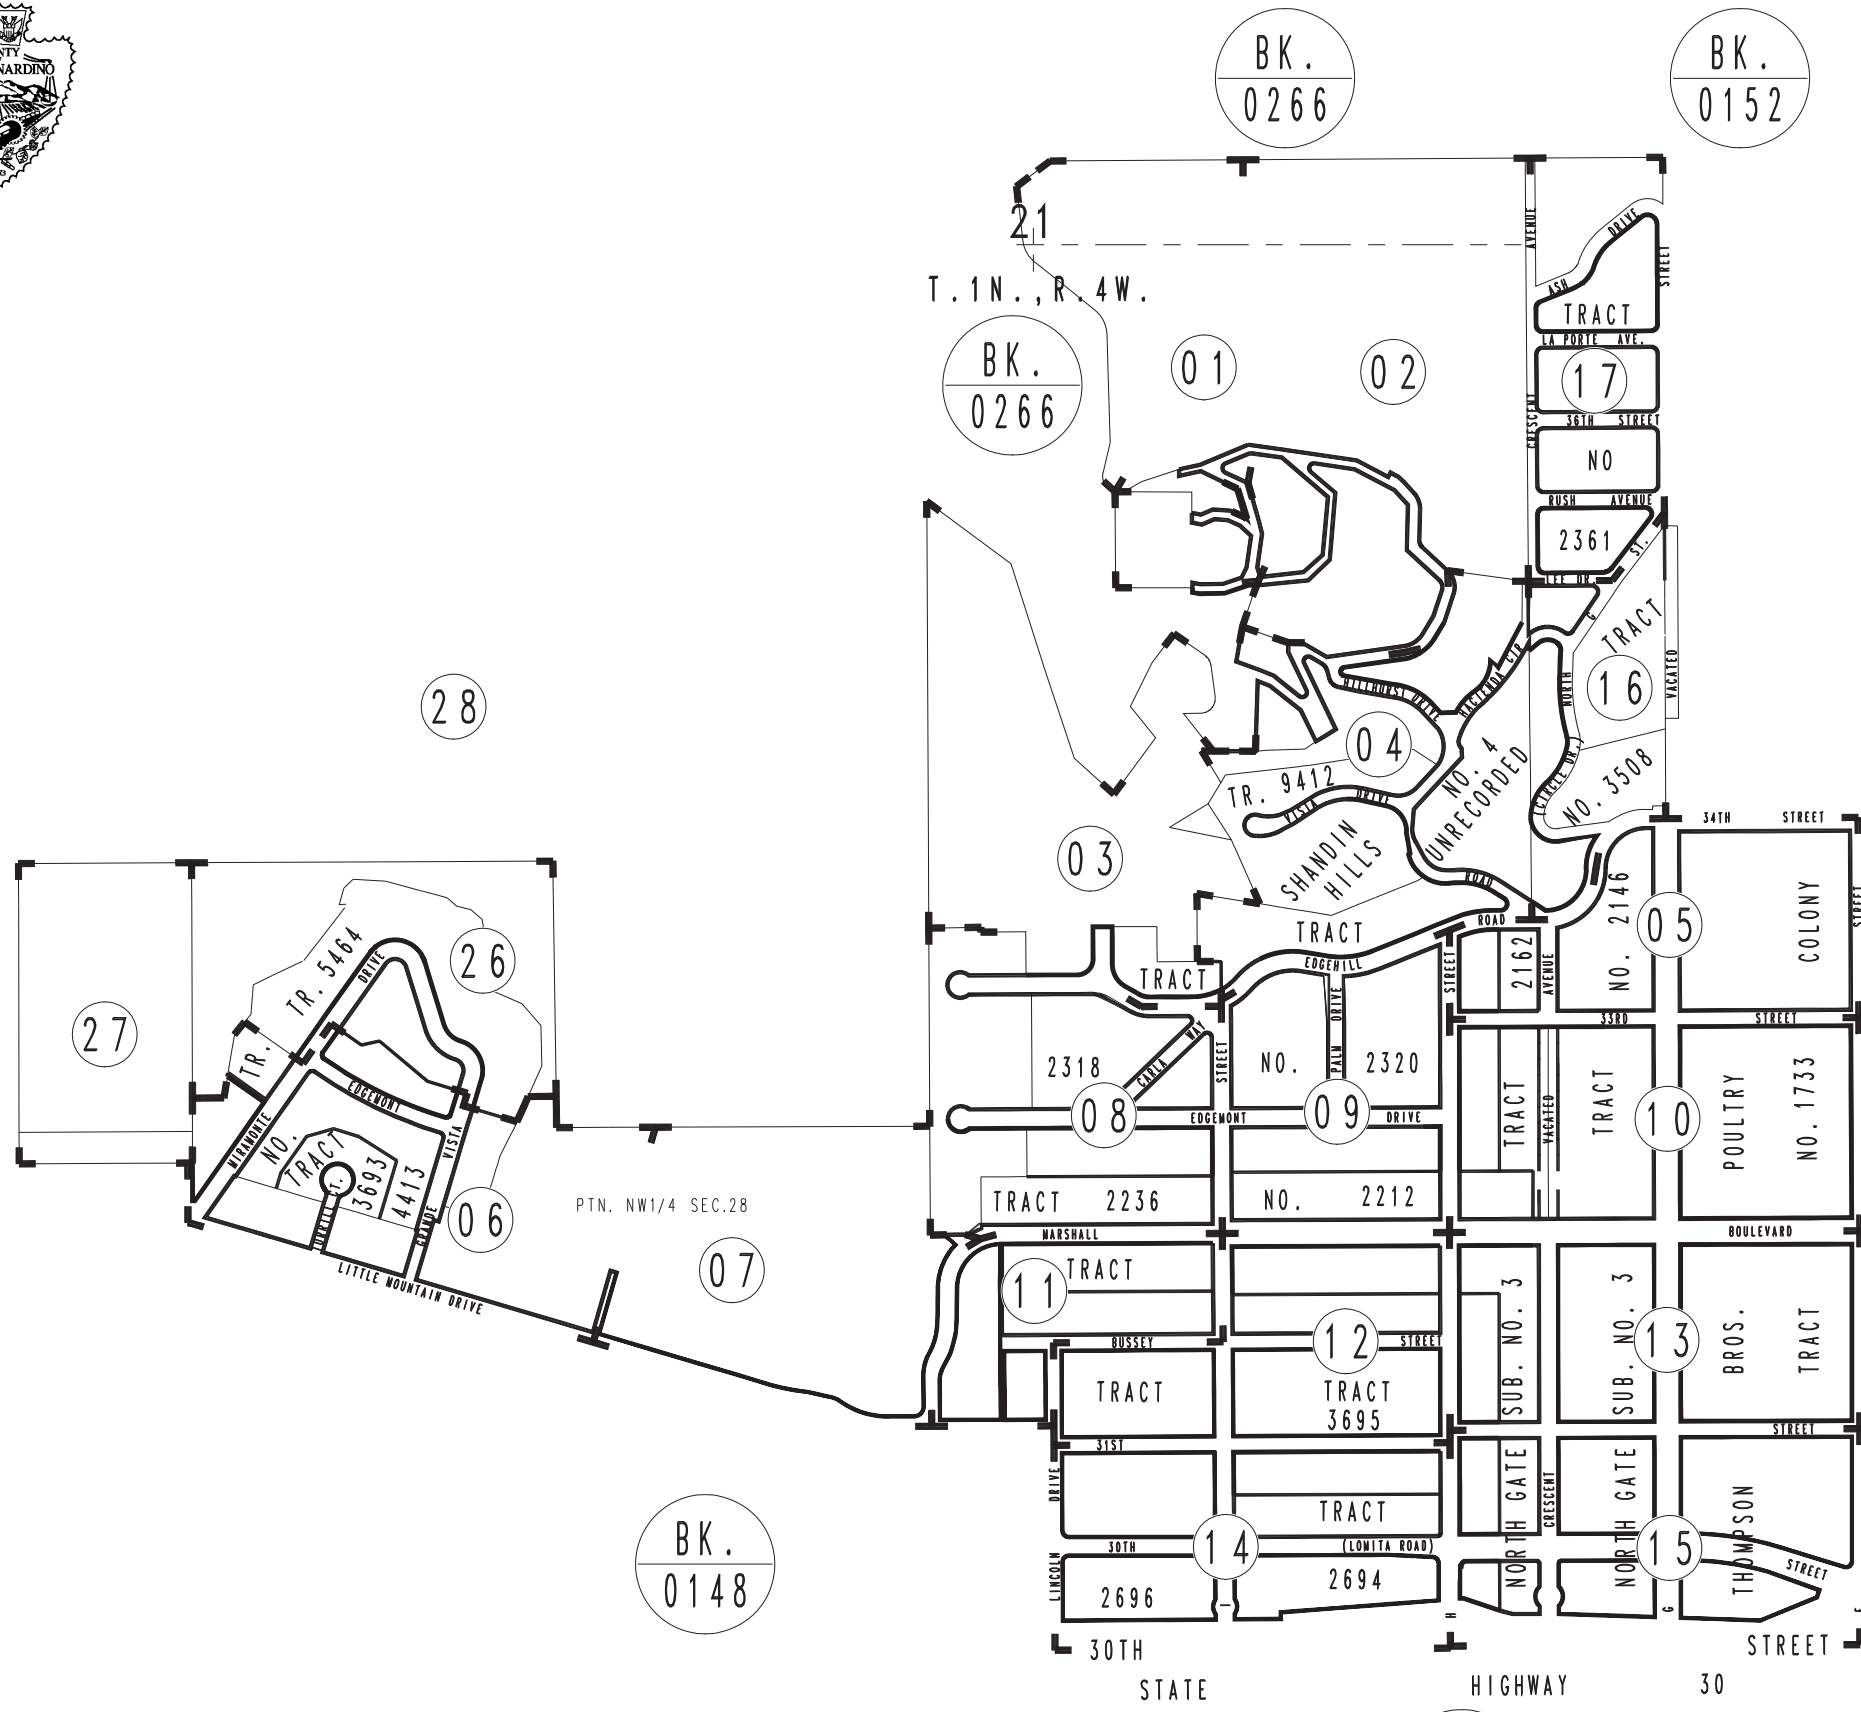 NTY
NARDINO
BK.
0266
BK.
0152
21
T.1N.,R.4W.
BK.
0266
01
02
AVENUE
CRESCENT
DRIVE
ASH
STREET
TRACT
LA PORTE AVE.
17
36TH STREET
NO
RUSH AVENUE
2361
ST.
LEE DR.
G
TRACT
16
VACATED
NORTH
(CIRCLE DR.)
NO. 3508
HILLHURST DRIVE
HACIENDA CTR
04
NO. 4
UNRECORDED
TR. 9412
VISTA DRIVE
SHANDIN
HILLS
ROAD
28
03
34TH STREET
27
26
TR. 5464
DRIVE
TR.
EDGEMONT
MIRAMONTE
NO.
TRACT
3693
4413
CT.
VISTA
GRANDE
06
LITTLE MOUNTAIN DRIVE
PTN. NW1/4 SEC.28
07
TRACT
EDGEHILL
ROAD
TRACT
2318
CARLA WAY
STREET
NO.
PALM DRIVE
2320
08
EDGEMONT
09
DRIVE
TRACT 2236
NO. 2212
STREET
2162
AVENUE
NO. 2146
05
COLONY
STREET
33RD STREET
TRACT
VACATED
TRACT
10
POULTRY
NO. 1733
MARSHALL BOULEVARD
11
TRACT
BUSSEY STREET
12
TRACT
TRACT
3695
SUB. NO. 3
SUB. NO. 3
13
BROS.
TRACT
31ST STREET
DRIVE
LINCOLN
TRACT
14
30TH (LOMITA ROAD)
2696
2694
I
NORTH GATE
CRESCENT
NORTH GATE
15
THOMPSON
STREET
H
G
BK.
0148
30TH STREET
STATE HIGHWAY 30